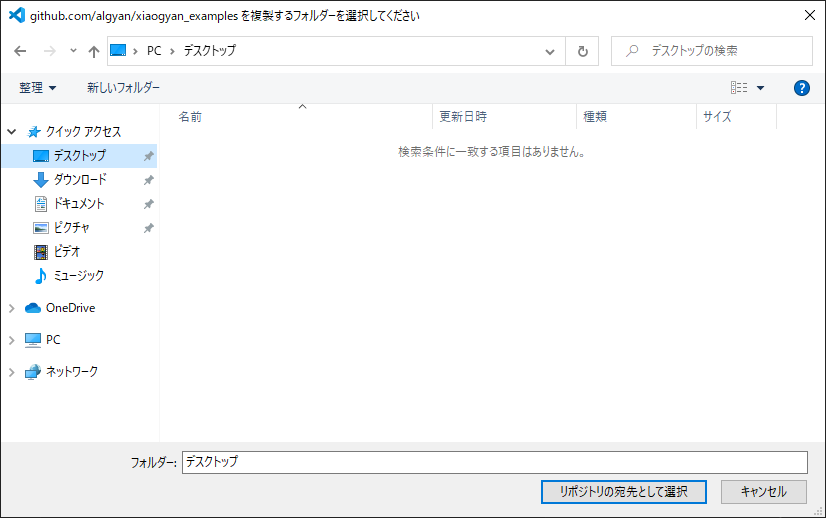 github.com/algyan/xiaogyan_examples を複製するフォルダーを選択してください
PC デスクトップ
デスクトップの検索
整理 新しいフォルダー
名前 更新日時 種類 サイズ
検索条件に一致する項目はありません。
クイック アクセス
デスクトップ
ダウンロード
ドキュメント
ピクチャ
ビデオ
ミュージック
OneDrive
PC
ネットワーク
フォルダー: デスクトップ
リポジトリの宛先として選択 キャンセル